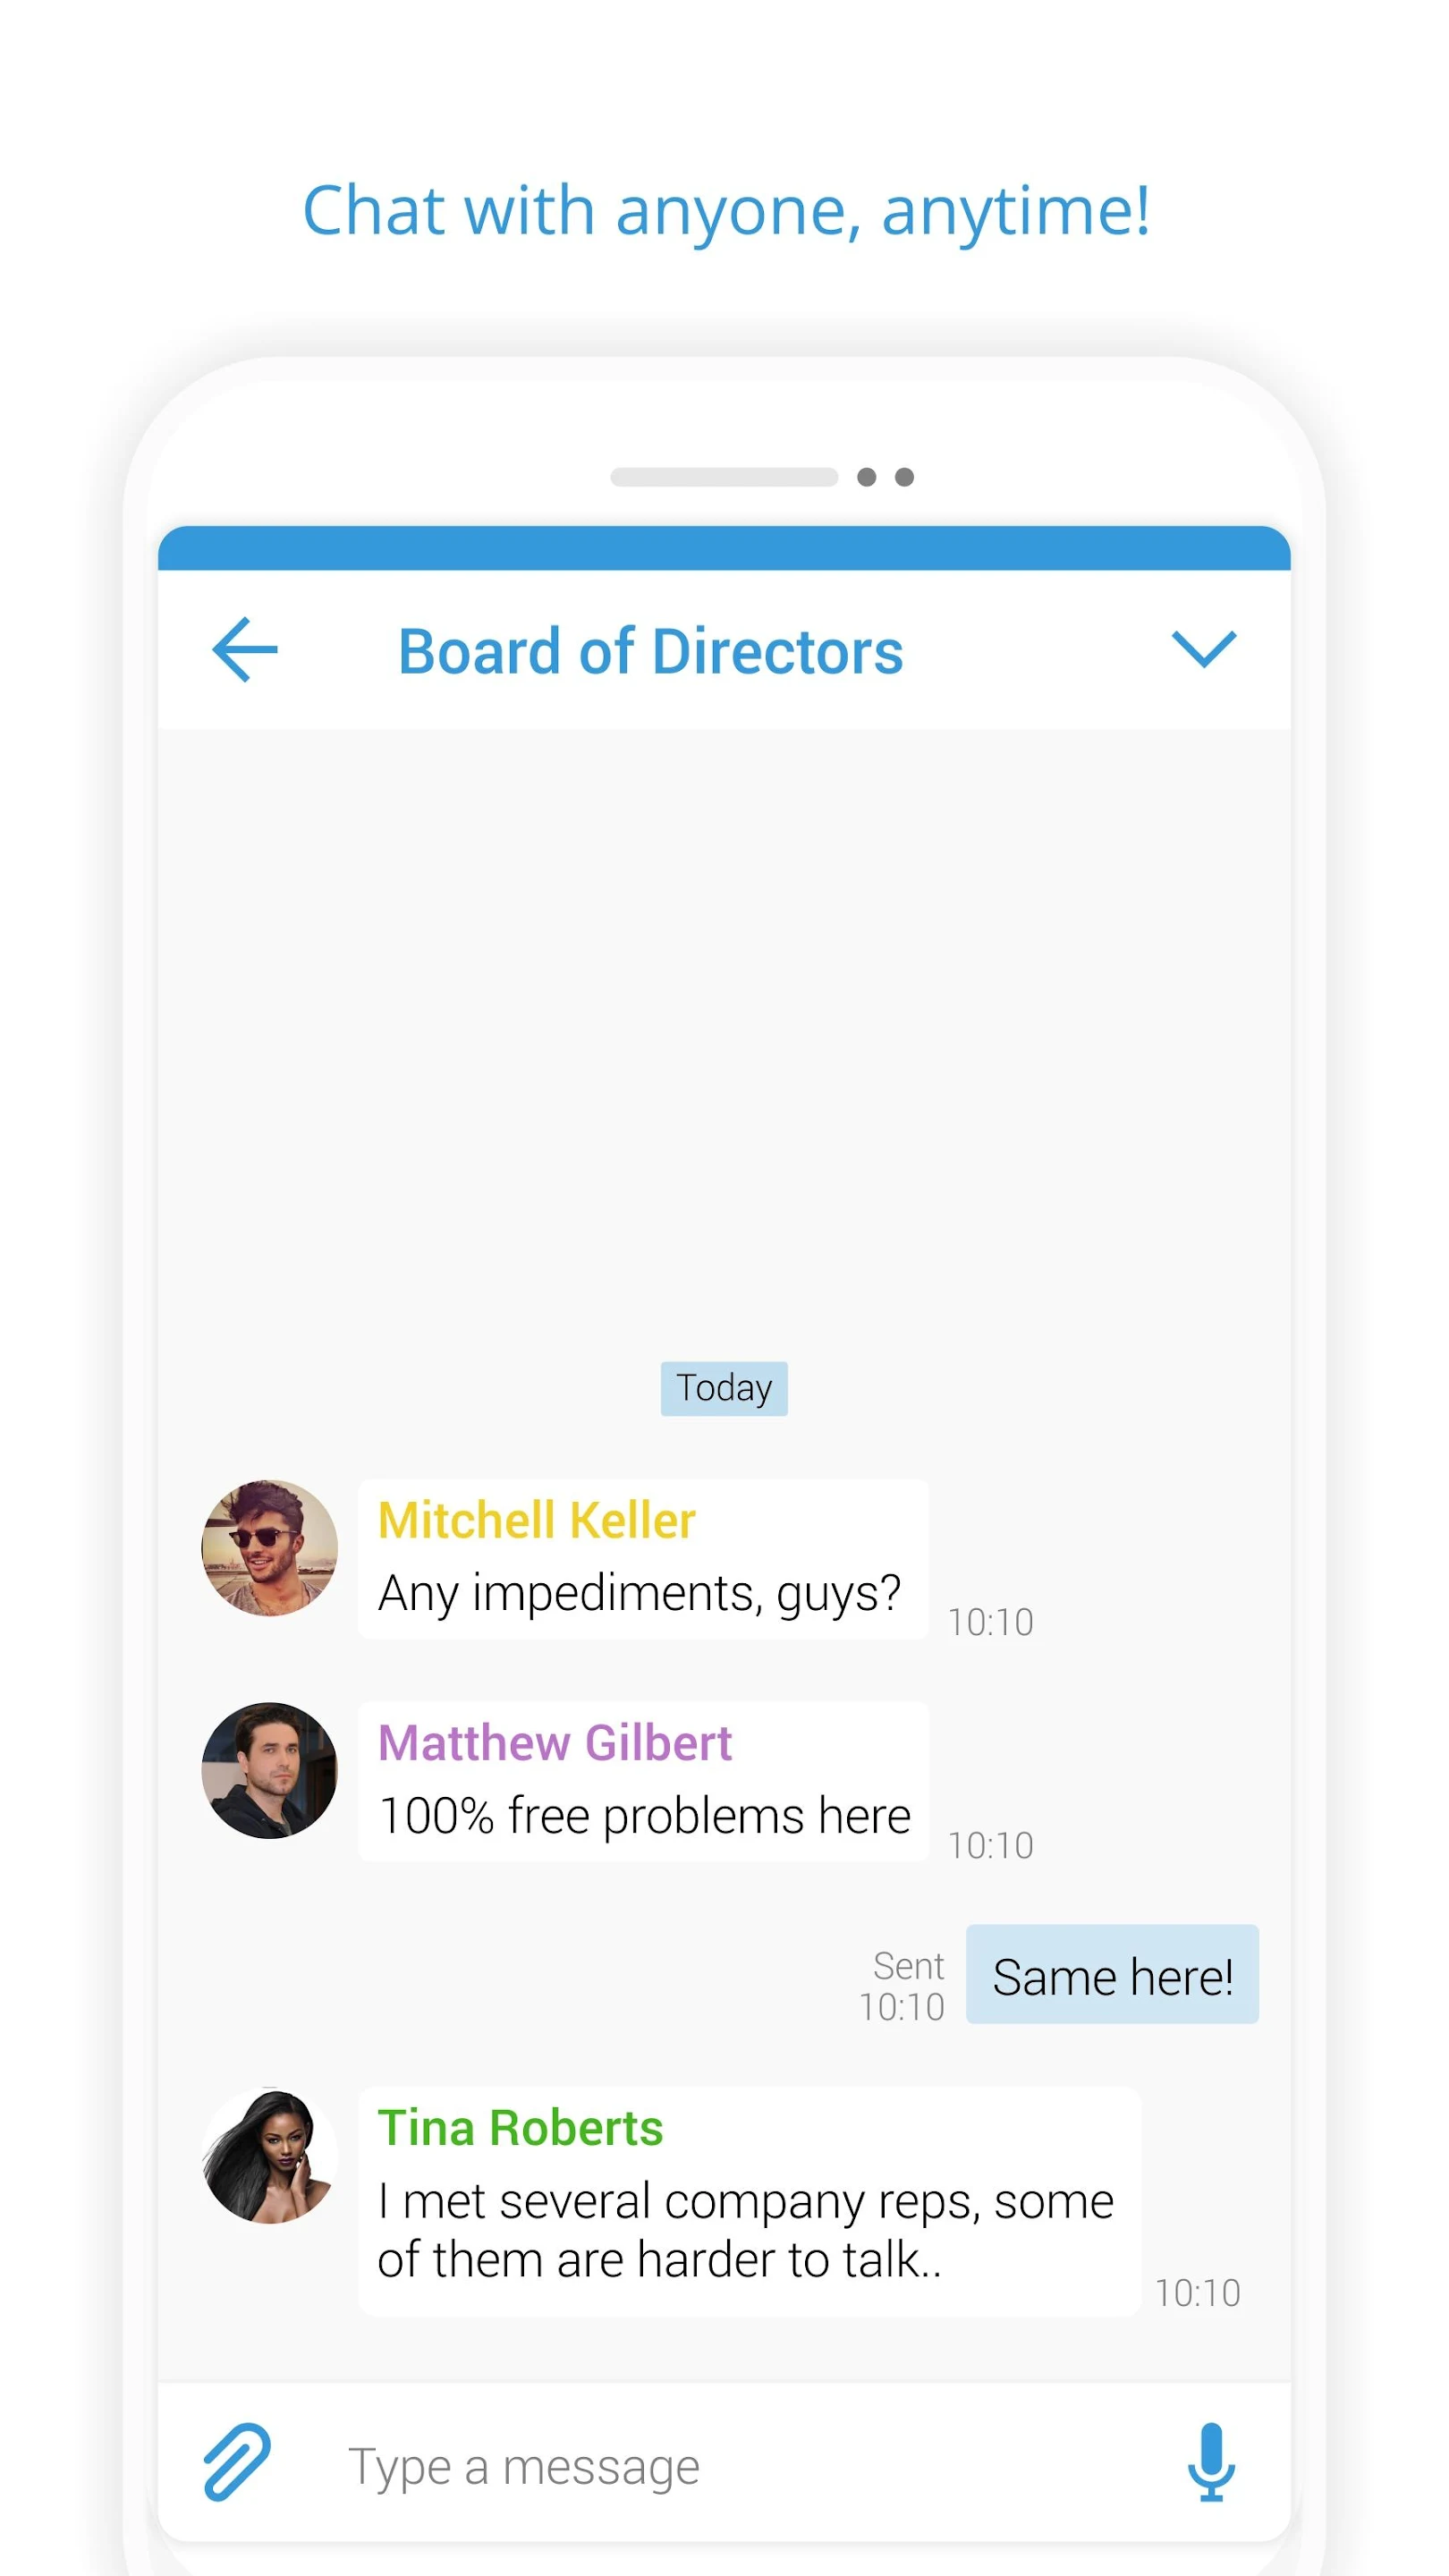 Chat with anyone, anytime!
Board of Directors
Today
Mitchell Keller
Any impediments, guys?
10:10
Matthew Gilbert
100% free problems here
10:10
Sent
10:10
Same here!
Tina Roberts
I met several company reps, some
of them are harder to talk..
10:10
Type a message